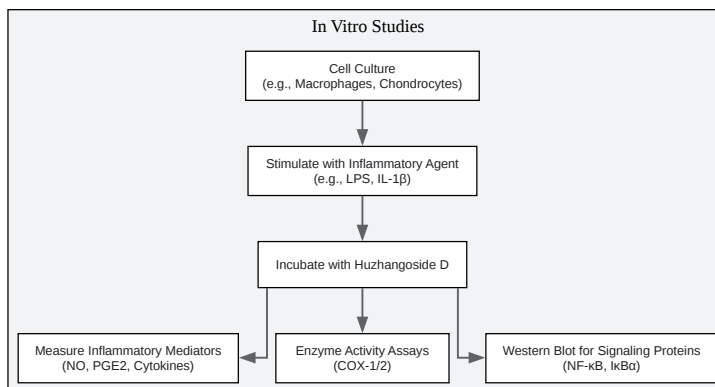 In Vitro Studies
Cell Culture
(e.g., Macrophages, Chondrocytes)
Stimulate with Inflammatory Agent
(e.g., LPS, IL-1β)
Incubate with Huzhangoside D
Measure Inflammatory Mediators
(NO, PGE2, Cytokines)
Enzyme Activity Assays
(COX-1/2)
Western Blot for Signaling Proteins
(NF-κB, IκBα)